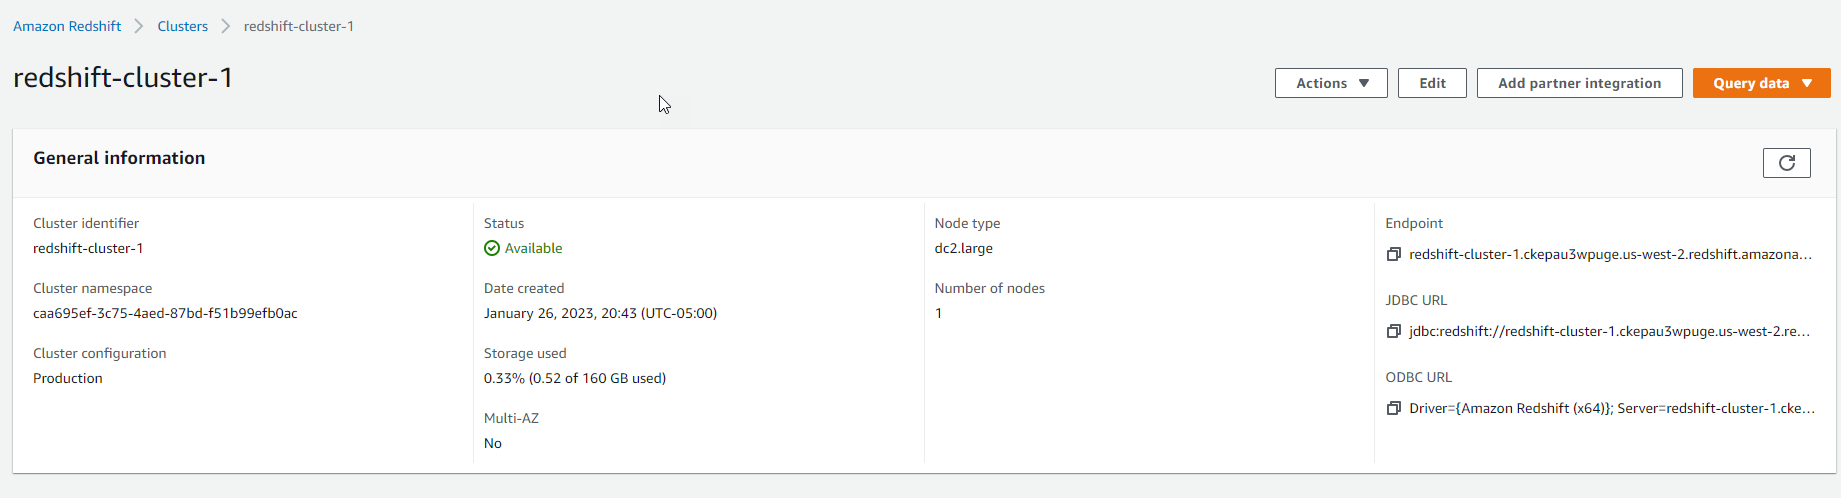 Amazon Redshift > Clusters > redshift-cluster-1
redshift-cluster-1
Actions
Edit
Add partner integration
Query data
General information
Cluster identifier
redshift-cluster-1
Cluster namespace
caa695ef-3c75-4aed-87bd-f51b99efb0ac
Cluster configuration
Production
Status
Available
Date created
January 26, 2023, 20:43 (UTC-05:00)
Storage used
0.33% (0.52 of 160 GB used)
Multi-AZ
No
Node type
dc2.large
Number of nodes
1
Endpoint
redshift-cluster-1.ckepau3wpuge.us-west-2.redshift.amazona...
JDBC URL
jdbc:redshift://redshift-cluster-1.ckepau3wpuge.us-west-2.re...
ODBC URL
Driver={Amazon Redshift (x64)}; Server=redshift-cluster-1.cke...